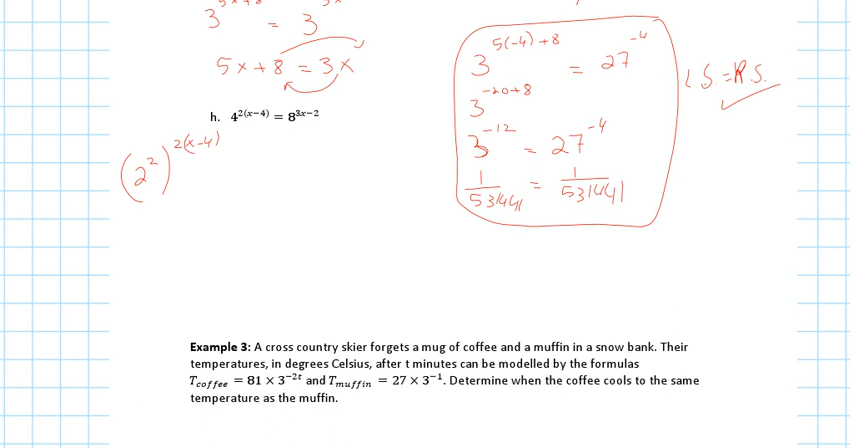 3 = 3
5x + 8 = 3x
h. 4^{2(x−4)} = 8^{3x−2}
(2²)^{2(x-4)}
3^{5(-4)+8} = 27^{-4}
3^{-20+8}
3^{-12} = 27^{-4}
1/531441 = 1/531441
L.S. = R.S. ✓
Example 3: A cross country skier forgets a mug of coffee and a muffin in a snow bank. Their
temperatures, in degrees Celsius, after t minutes can be modelled by the formulas
T_{coffee} = 81 × 3^{−2t} and T_{muffin} = 27 × 3^{−1}. Determine when the coffee cools to the same
temperature as the muffin.